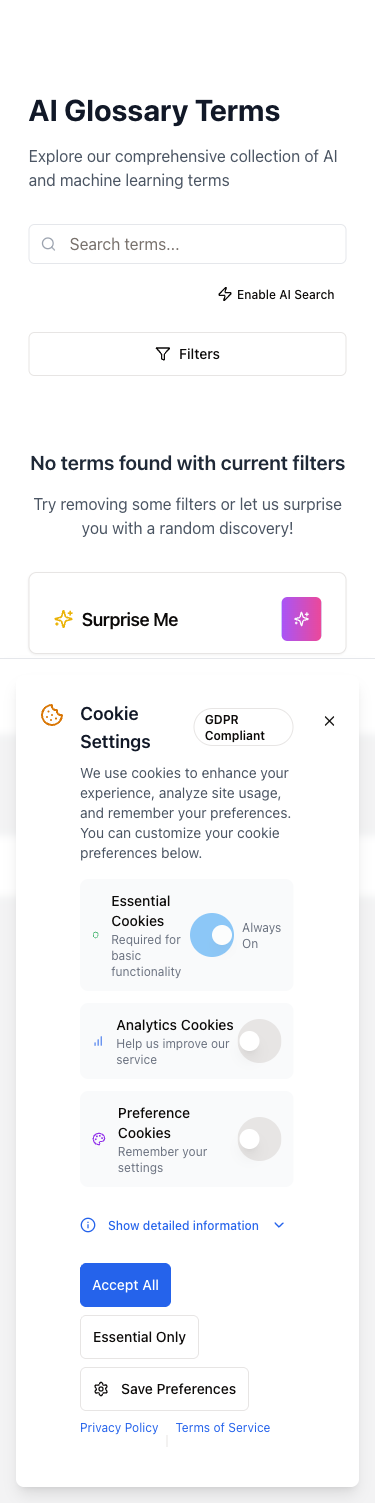 AI Glossary Terms
Explore our comprehensive collection of AI
and machine learning terms
Search terms...
Enable AI Search
Filters
No terms found with current filters
Try removing some filters or let us surprise
you with a random discovery!
Surprise Me
Cookie
Settings
GDPR
Compliant
We use cookies to enhance your
experience, analyze site usage,
and remember your preferences.
You can customize your cookie
preferences below.
Essential
Cookies
Required for
basic
functionality
Always
On
Analytics Cookies
Help us improve our
service
Preference
Cookies
Remember your
settings
Show detailed information
Accept All
Essential Only
Save Preferences
Privacy Policy
Terms of Service